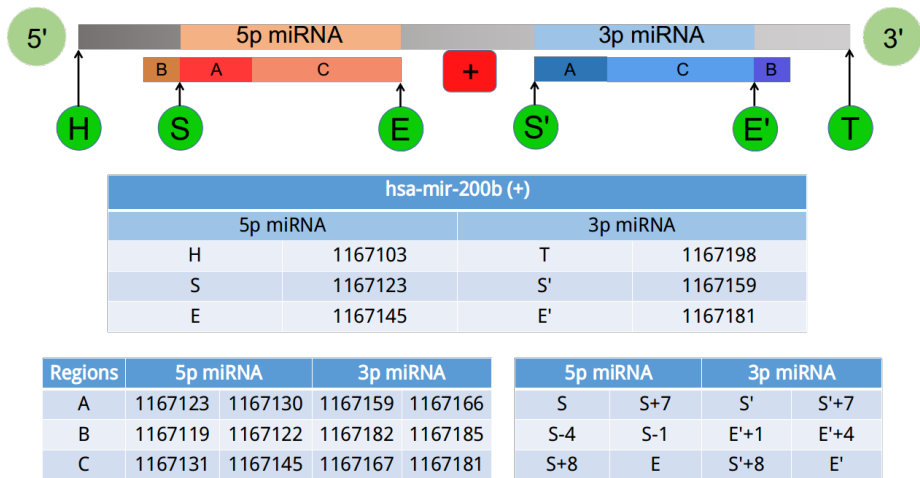 5' 5p miRNA 3p miRNA 3'
B A C + A C B
H S E S' E' T
hsa-mir-200b (+)
5p miRNA 3p miRNA
H 1167103 T 1167198
S 1167123 S' 1167159
E 1167145 E' 1167181
Regions 5p miRNA 3p miRNA
A 1167123 1167130 1167159 1167166
B 1167119 1167122 1167182 1167185
C 1167131 1167145 1167167 1167181
5p miRNA 3p miRNA
S S+7 S' S'+7
S-4 S-1 E'+1 E'+4
S+8 E S'+8 E'